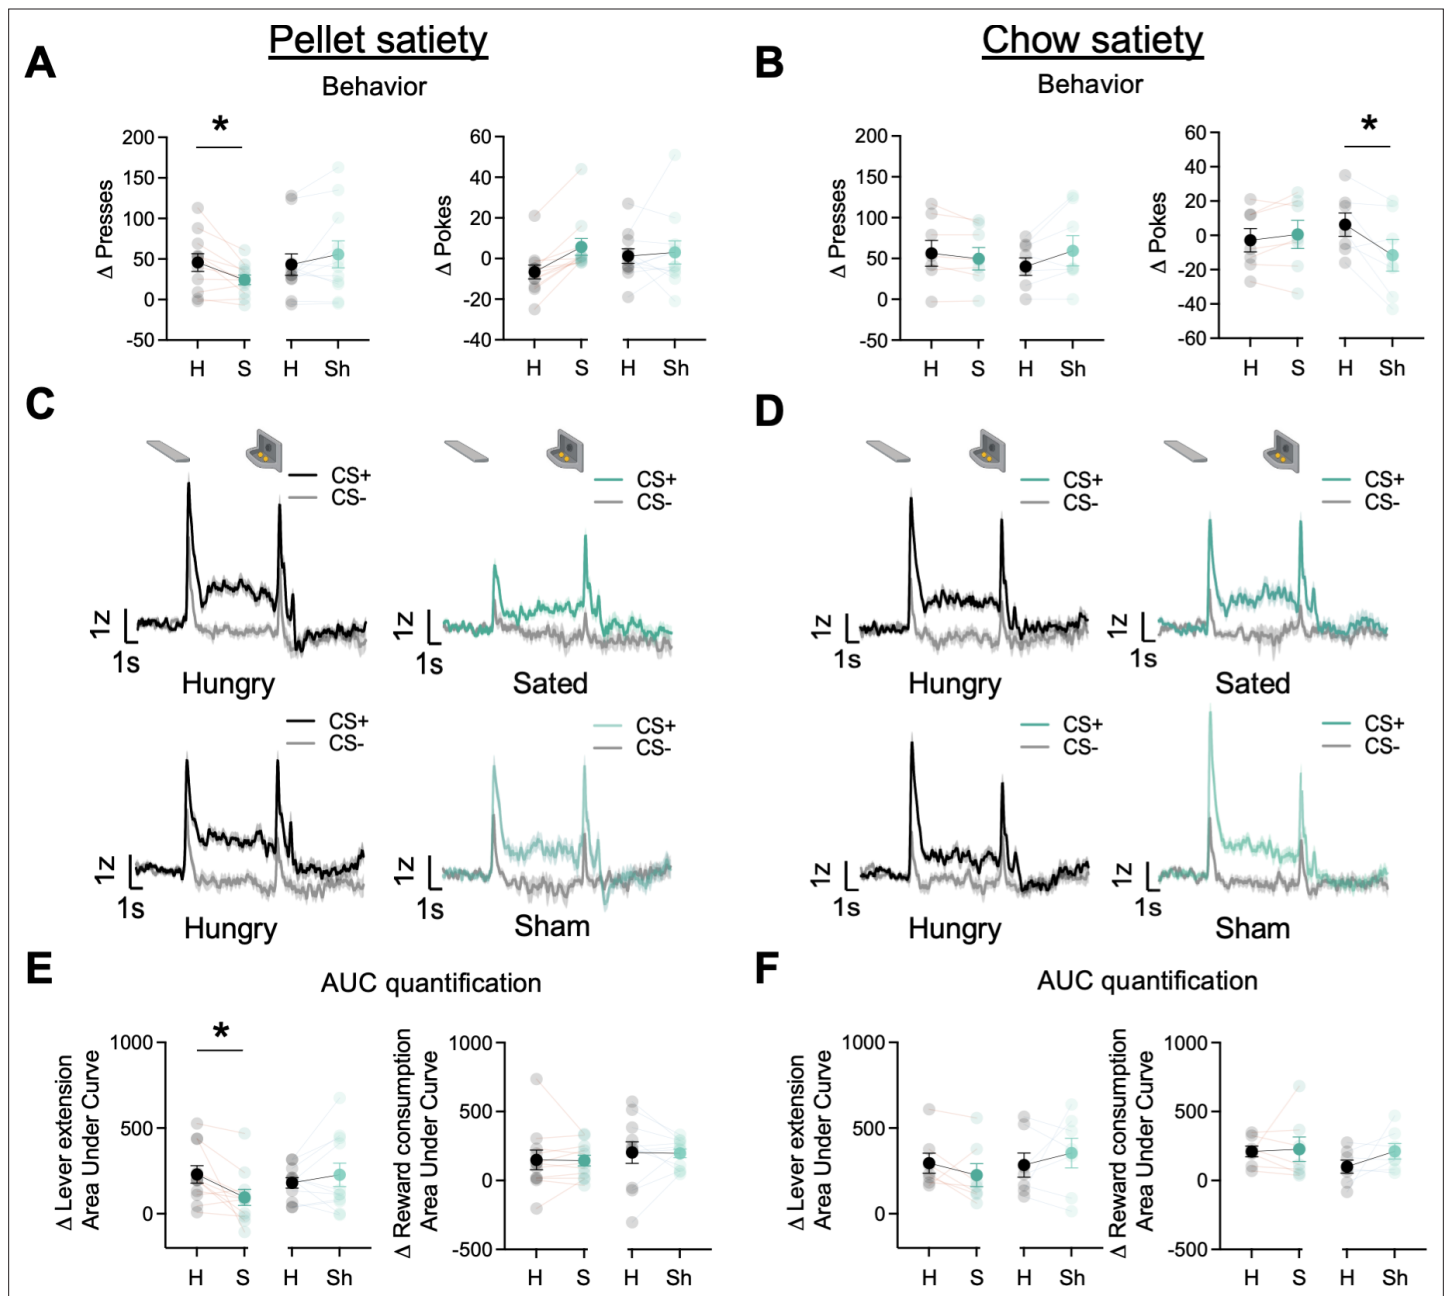 Pellet satiety
Chow satiety
A
Behavior
B
Behavior
*
*
Δ Presses
200
150
100
50
0
-50
H S H Sh
Δ Pokes
60
40
20
0
-20
-40
H S H Sh
Δ Presses
200
150
100
50
0
-50
H S H Sh
Δ Pokes
60
40
20
0
-20
-40
-60
H S H Sh
C
CS+
CS-
1z
1s
Hungry
CS+
CS-
1z
1s
Sated
CS+
CS-
1z
1s
Hungry
CS+
CS-
1z
1s
Sham
D
CS+
CS-
1z
1s
Hungry
CS+
CS-
1z
1s
Sated
CS+
CS-
1z
1s
Hungry
CS+
CS-
1z
1s
Sham
E
AUC quantification
*
Δ Lever extension
Area Under Curve
1000
500
0
H S H Sh
Δ Reward consumption
Area Under Curve
1000
500
0
-500
H S H Sh
F
AUC quantification
Δ Lever extension
Area Under Curve
1000
500
0
H S H Sh
Δ Reward consumption
Area Under Curve
1000
500
0
-500
H S H Sh